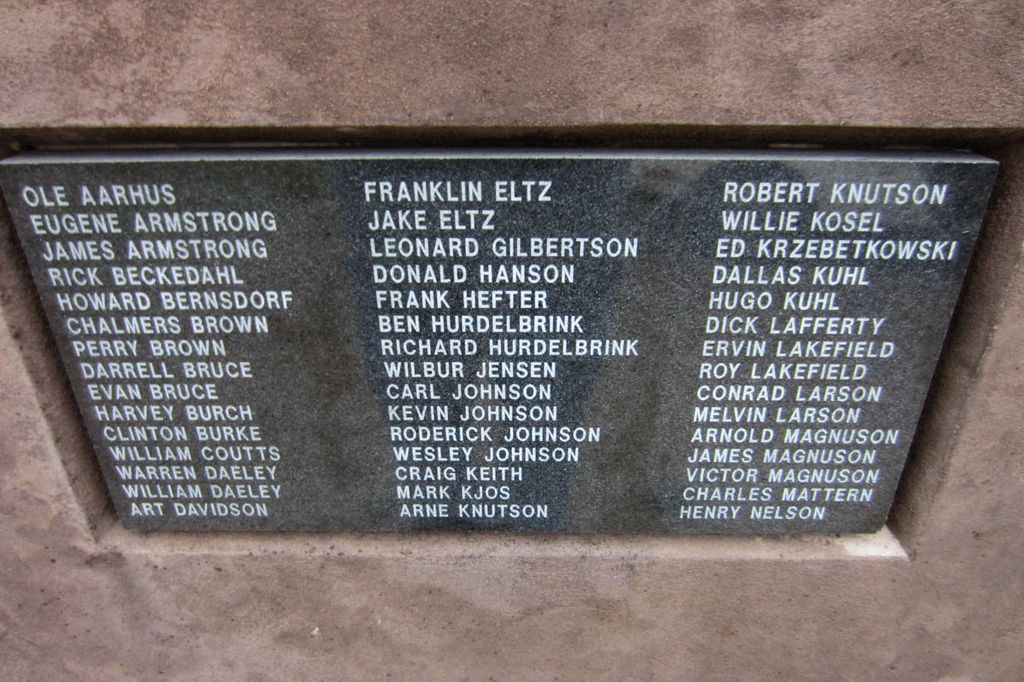 OLE AARHUS
EUGENE ARMSTRONG
JAMES ARMSTRONG
RICK BECKEDAHL
HOWARD BERNSDORF
CHALMERS BROWN
PERRY BROWN
DARRELL BRUCE
EVAN BRUCE
HARVEY BURCH
CLINTON BURKE
WILLIAM COUTTS
WARREN DAELEY
WILLIAM DAELEY
ART DAVIDSON
FRANKLIN ELTZ
JAKE ELTZ
LEONARD GILBERTSON
DONALD HANSON
FRANK HEFTER
BEN HURDELBRINK
RICHARD HURDELBRINK
WILBUR JENSEN
CARL JOHNSON
KEVIN JOHNSON
RODERICK JOHNSON
WESLEY JOHNSON
CRAIG KEITH
MARK KJOS
ARNE KNUTSON
ROBERT KNUTSON
WILLIE KOSEL
ED KRZEBETKOWSKI
DALLAS KUHL
HUGO KUHL
DICK LAFFERTY
ERVIN LAKEFIELD
ROY LAKEFIELD
CONRAD LARSON
MELVIN LARSON
ARNOLD MAGNUSON
JAMES MAGNUSON
VICTOR MAGNUSON
CHARLES MATTERN
HENRY NELSON